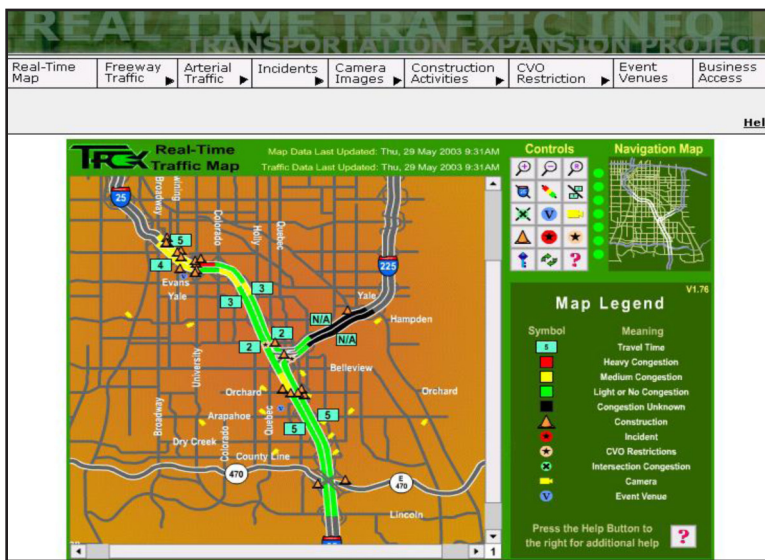 REAL TIME TRAFFIC INFO
TRANSPORTATION EXPANSION PROJECT
Real-Time Map
Freeway Traffic
Arterial Traffic
Incidents
Camera Images
Construction Activities
CVO Restriction
Event Venues
Business Access
Hel
Real-Time
Traffic Map
Map Data Last Updated: Thu, 29 May 2003 9:31AM
Traffic Data Last Updated: Thu, 29 May 2003 9:31AM
Controls
Navigation Map
25
Broadway
Colorado
Holly
Quebec
5
4
Evans
Yale
3
3
225
Yale
N/A
Hampden
2
N/A
2
University
Belleview
Orchard
Orchard
Broadway
Arapahoe
Quebec
5
5
Dry Creek
Colorado
County Line
470
E
470
Lincoln
1
V
?
V1.76
Map Legend
Symbol
Meaning
5
Travel Time
Heavy Congestion
Medium Congestion
Light or No Congestion
Congestion Unknown
Construction
Incident
CVO Restrictions
Intersection Congestion
Camera
V
Event Venue
Press the Help Button to
the right for additional help
?